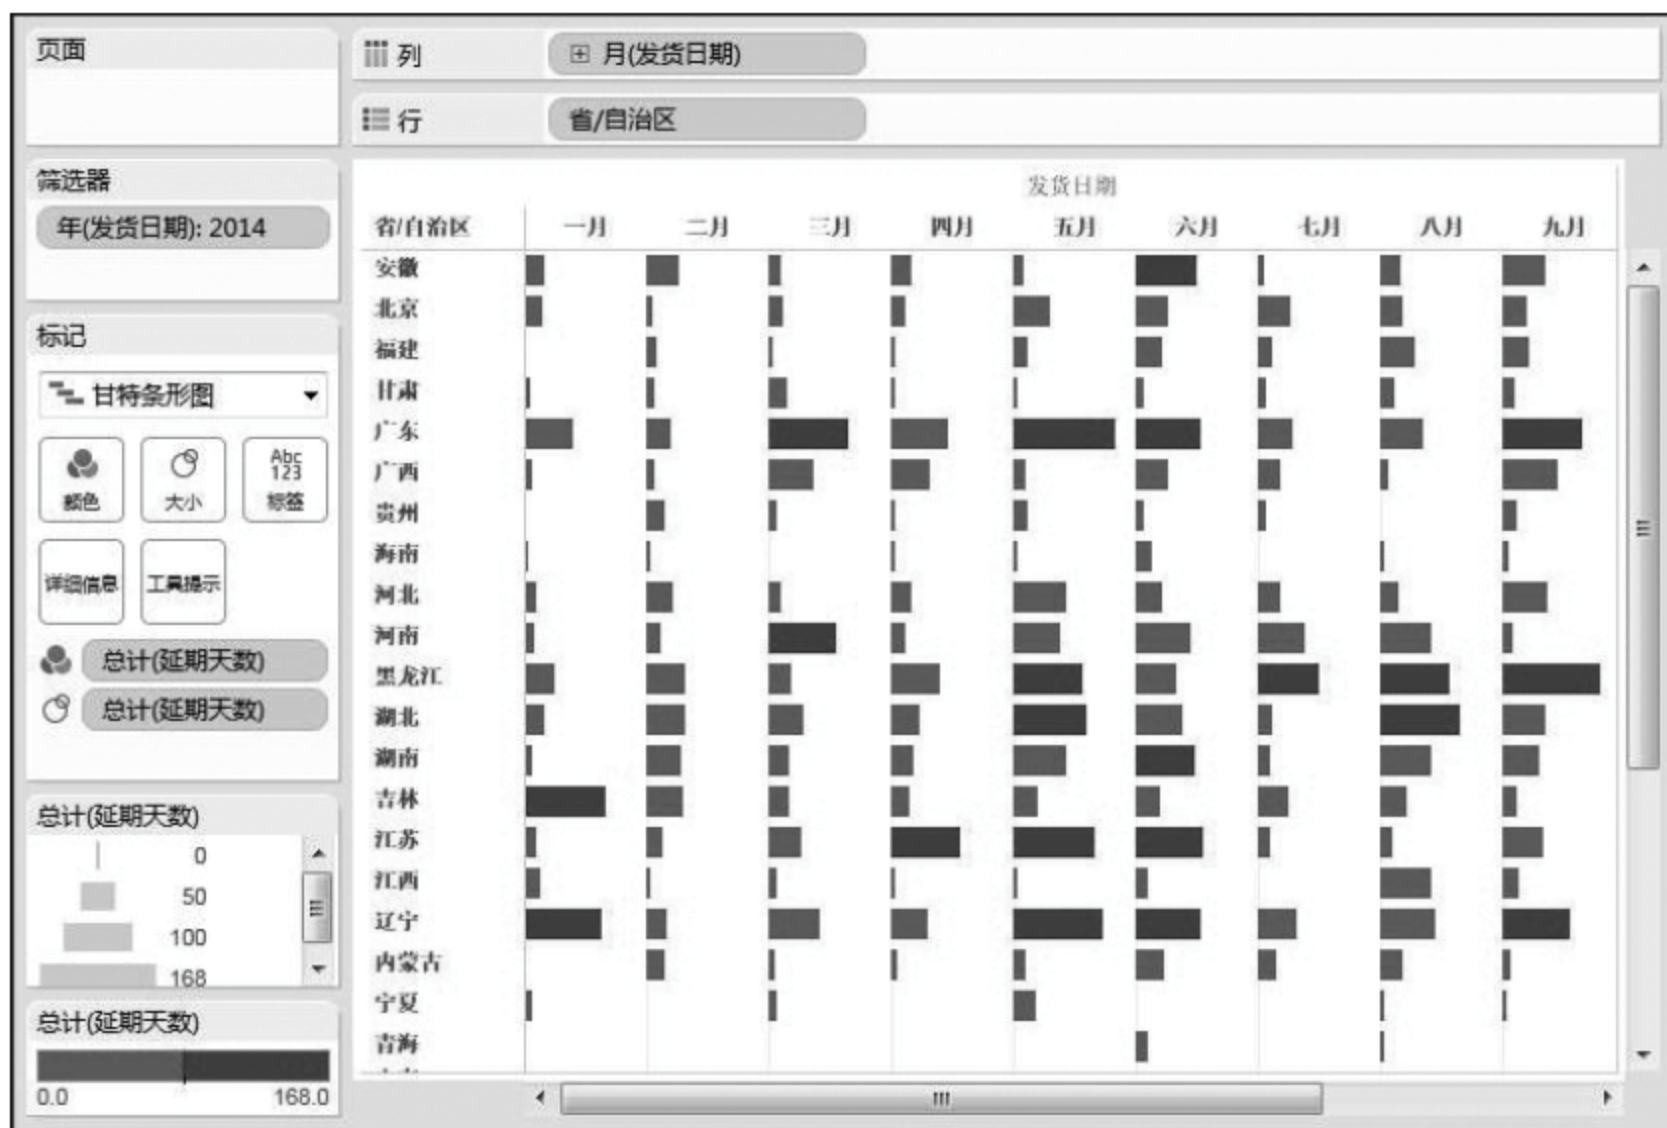 页面
列
月(发货日期)
行
省/自治区
筛选器
年(发货日期): 2014
标记
甘特条形图
颜色
大小
Abc
123
标签
详细信息
工具提示
总计(延期天数)
总计(延期天数)
总计(延期天数)
0
50
100
168
总计(延期天数)
0.0 168.0
发货日期
省/自治区 一月 二月 三月 四月 五月 六月 七月 八月 九月
安徽
北京
福建
甘肃
广东
广西
贵州
海南
河北
河南
黑龙江
湖北
湖南
吉林
江苏
江西
辽宁
内蒙古
宁夏
青海